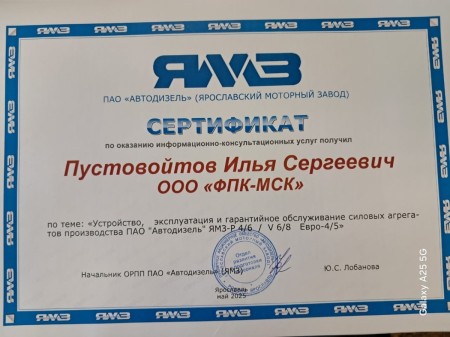 ЯМЗ
ПАО «АВТОДИЗЕЛЬ» (ЯРОСЛАВСКИЙ МОТОРНЫЙ ЗАВОД)
СЕРТИФИКАТ
по оказанию информационно-консультационных услуг получил
Пустовойтов Илья Сергеевич
ООО «ФПК-МСК»
по теме: «Устройство, эксплуатация и гарантийное обслуживание силовых агрега-
тов производства ПАО "Автодизель" ЯМЗ-Р 4/6 / V 6/8 Евро-4/5»
Начальник ОРПП ПАО «Автодизель» (ЯМЗ)
Ю.С. Лобанова
Ярославль
май 2025
Galaxy A25 5G